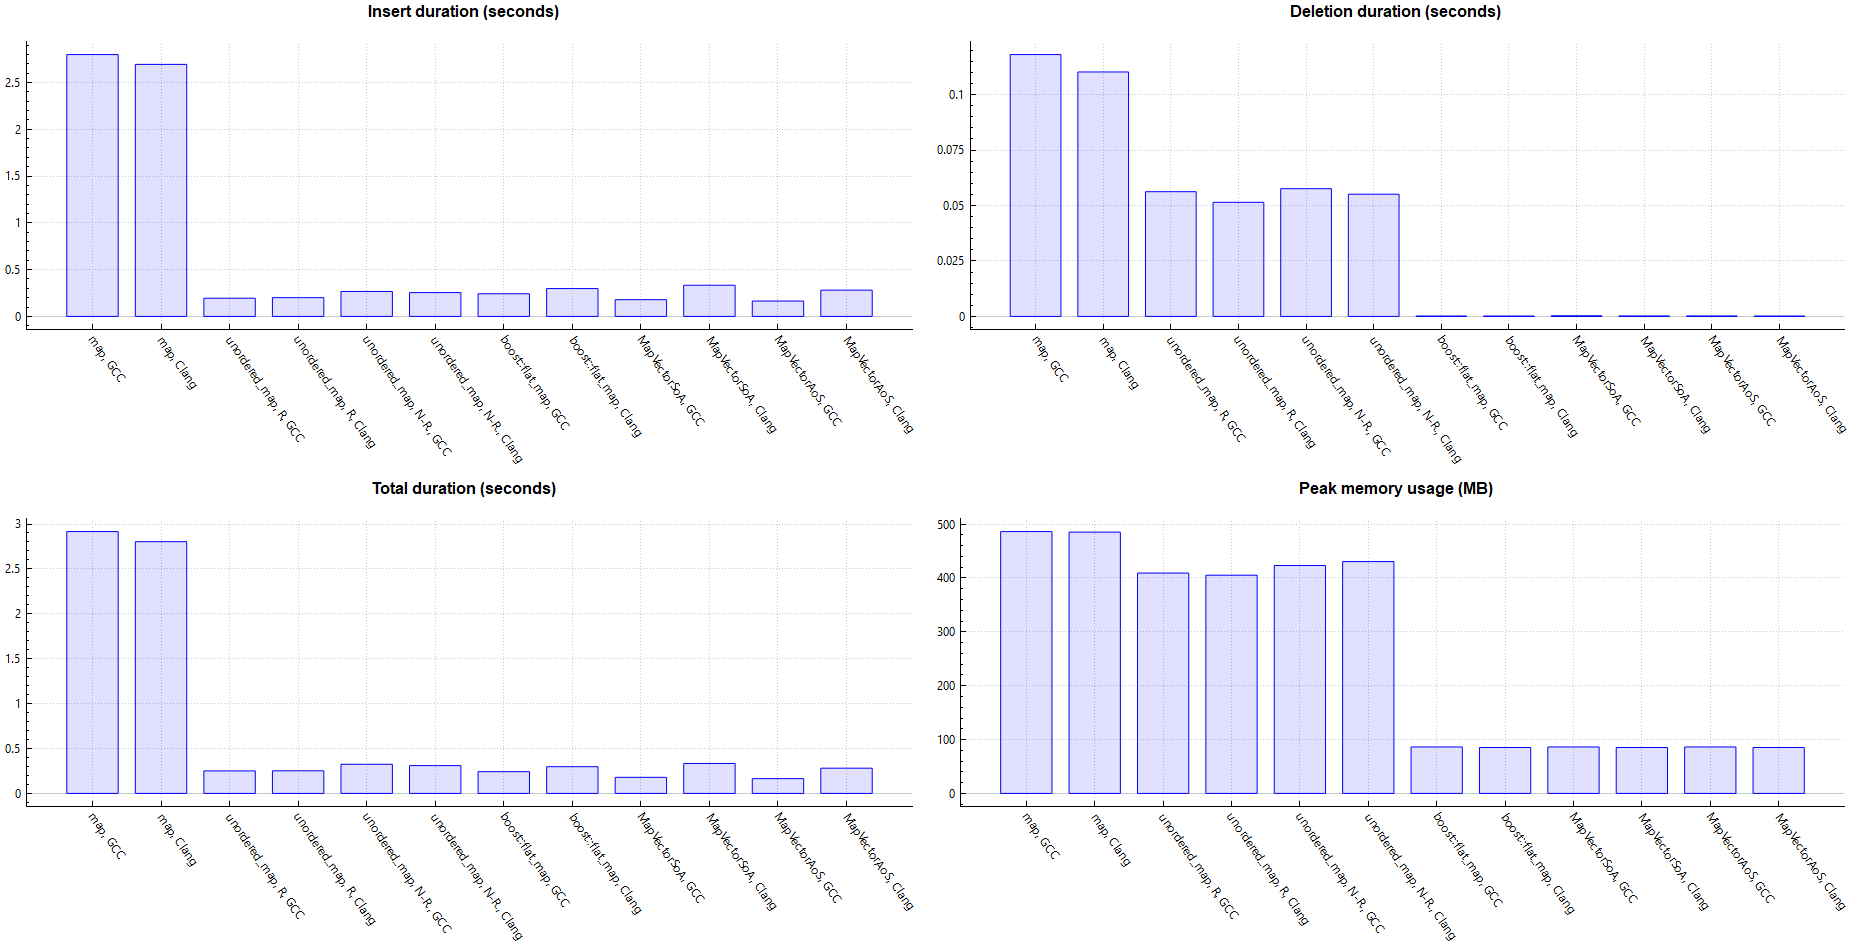 Insert duration (seconds)
2.5
2
1.5
1
0.5
0
map, GCC
map, Clang
unordered_map, R, GCC
unordered_map, R, Clang
unordered_map, N-R, GCC
unordered_map, N-R, Clang
boost::flat_map, GCC
boost::flat_map, Clang
MapVectorSoA, GCC
MapVectorSoA, Clang
MapVectorAoS, GCC
MapVectorAoS, Clang
Deletion duration (seconds)
0.1
0.075
0.05
0.025
0
map, GCC
map, Clang
unordered_map, R, GCC
unordered_map, R, Clang
unordered_map, N-R, GCC
unordered_map, N-R, Clang
boost::flat_map, GCC
boost::flat_map, Clang
MapVectorSoA, GCC
MapVectorSoA, Clang
MapVectorAoS, GCC
MapVectorAoS, Clang
Total duration (seconds)
3
2.5
2
1.5
1
0.5
0
map, GCC
map, Clang
unordered_map, R, GCC
unordered_map, R, Clang
unordered_map, N-R, GCC
unordered_map, N-R, Clang
boost::flat_map, GCC
boost::flat_map, Clang
MapVectorSoA, GCC
MapVectorSoA, Clang
MapVectorAoS, GCC
MapVectorAoS, Clang
Peak memory usage (MB)
500
400
300
200
100
0
map, GCC
map, Clang
unordered_map, R, GCC
unordered_map, R, Clang
unordered_map, N-R, GCC
unordered_map, N-R, Clang
boost::flat_map, GCC
boost::flat_map, Clang
MapVectorSoA, GCC
MapVectorSoA, Clang
MapVectorAoS, GCC
MapVectorAoS, Clang